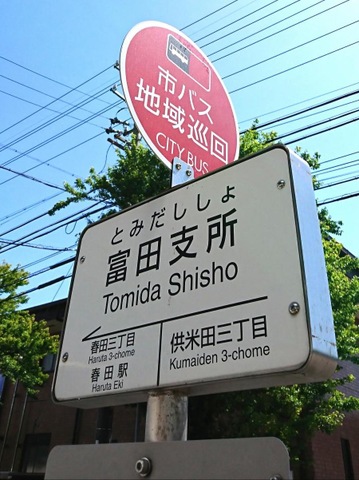 市バス
地域巡回
CITY BUS
とみだししょ
富田支所
Tomida Shisho
春田三丁目
Haruta 3-chome
春田駅
Haruta Eki
供米田三丁目
Kumaiden 3-chome